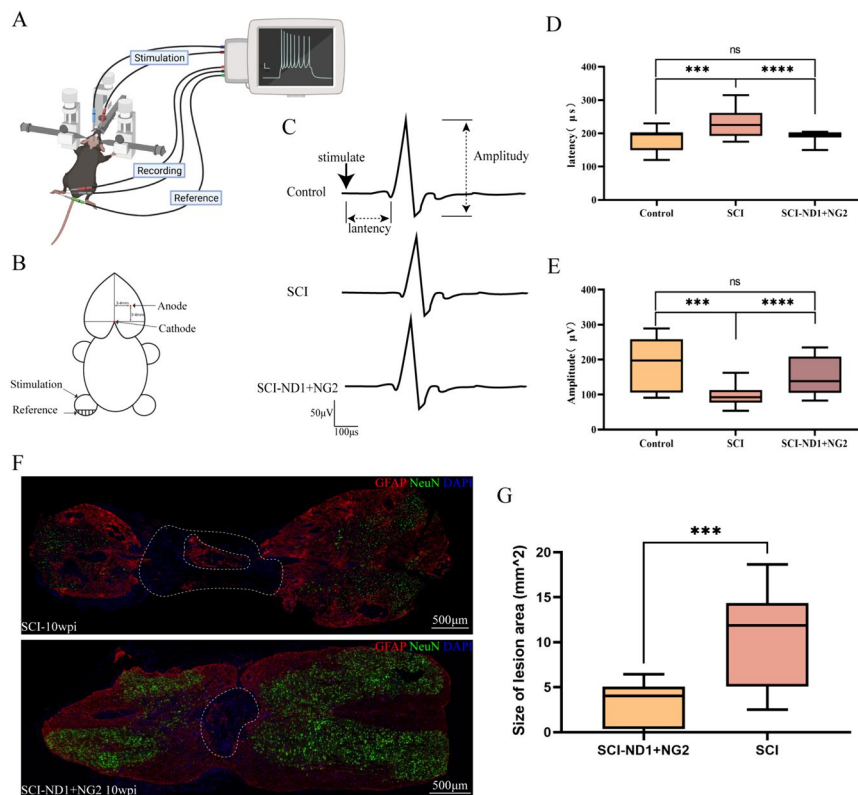 A
Stimulation
Recording
Reference
B
Anode
Cathode
Stimulation
Reference
C
stimulate
Control
lantency
Amplitudy
SCI
SCI-ND1+NG2
50μV
100μs
D
ns
*** ****
latency( μs)
400
300
200
100
0
Control SCI SCI-ND1+NG2
E
ns
*** ****
Amplitude( μV)
400
300
200
100
0
Control SCI SCI-ND1+NG2
F
GFAP NeuN DAPI
SCI-10wpi
500μm
GFAP NeuN DAPI
SCI-ND1+NG2 10wpi
500μm
G
***
Size of lesion area (mm^2)
20
15
10
5
0
SCI-ND1+NG2 SCI